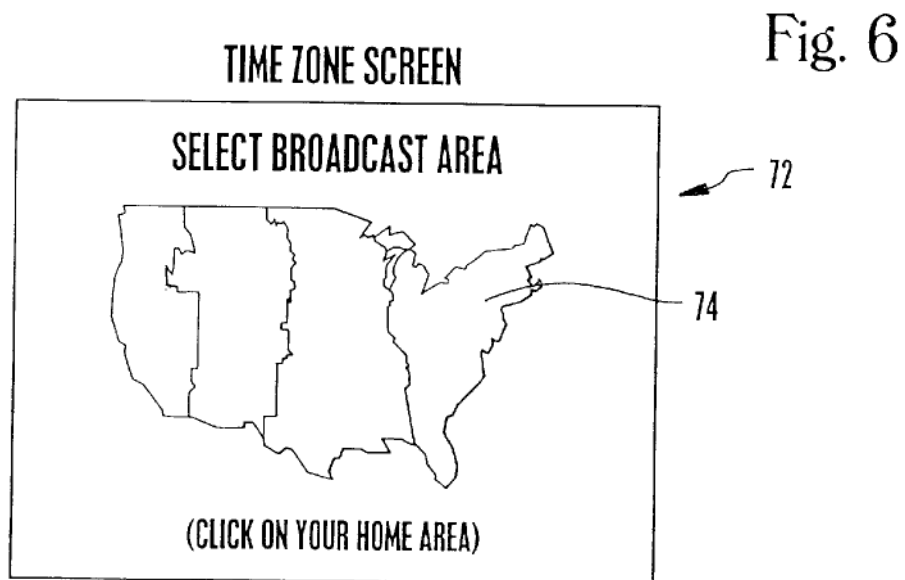 Fig. 6
TIME ZONE SCREEN
SELECT BROADCAST AREA
72
74
(CLICK ON YOUR HOME AREA)